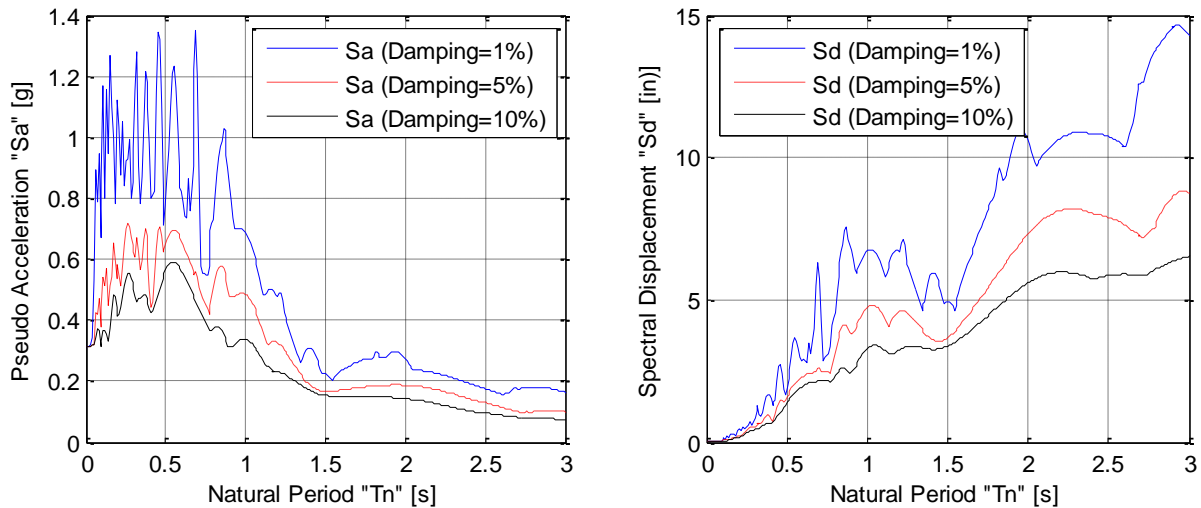 1.4
1.2
1
0.8
0.6
0.4
0.2
0
Pseudo Acceleration "Sa" [g]
Sa (Damping=1%)
Sa (Damping=5%)
Sa (Damping=10%)
0 0.5 1 1.5 2 2.5 3
Natural Period "Tn" [s]
15
10
5
0
Spectral Displacement "Sd" [in)]
Sd (Damping=1%)
Sd (Damping=5%)
Sd (Damping=10%)
0 0.5 1 1.5 2 2.5 3
Natural Period "Tn" [s]